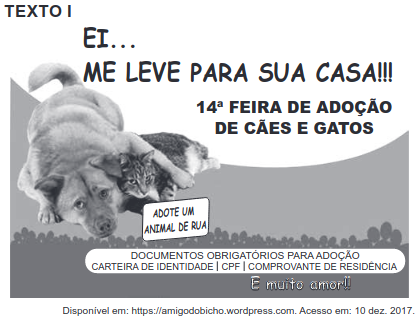 TEXTO I
EI...
ME LEVE PARA SUA CASA!!!
14ª FEIRA DE ADOÇÃO
DE CÃES E GATOS
ADOTE UM
ANIMAL DE RUA
DOCUMENTOS OBRIGATÓRIOS PARA ADOÇÃO
CARTEIRA DE IDENTIDADE | CPF | COMPROVANTE DE RESIDÊNCIA
E muito amor!!
Disponível em: https://amigodobicho.wordpress.com. Acesso em: 10 dez. 2017.